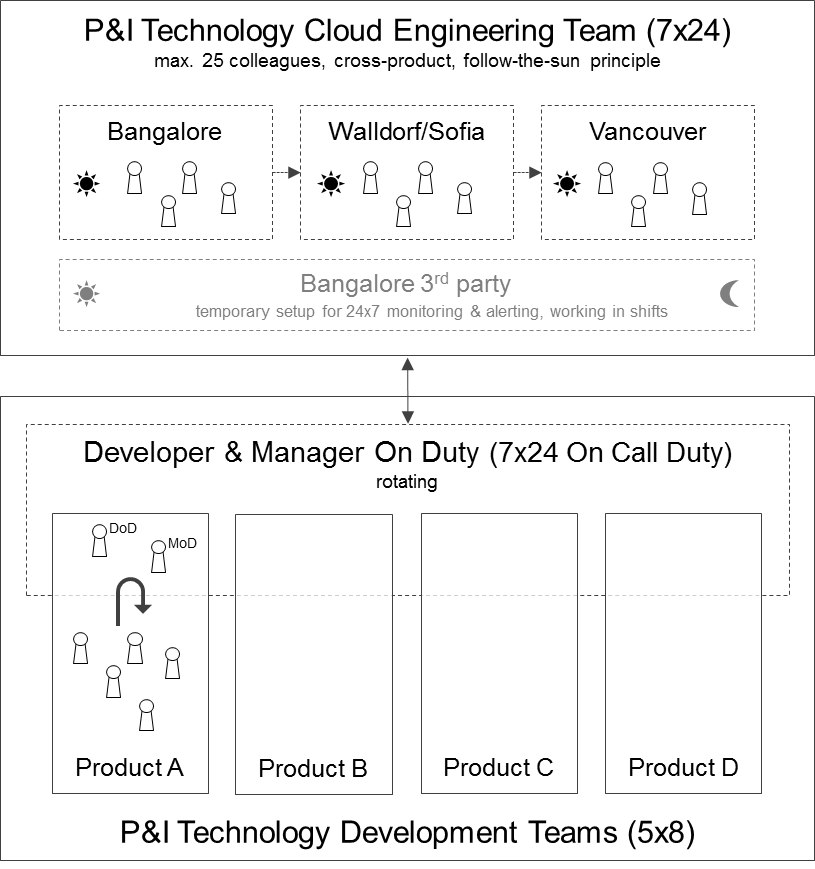 P&I Technology Cloud Engineering Team (7x24)
max. 25 colleagues, cross-product, follow-the-sun principle
Bangalore
Walldorf/Sofia
Vancouver
Bangalore 3rd party
temporary setup for 24x7 monitoring & alerting, working in shifts
Developer & Manager On Duty (7x24 On Call Duty)
rotating
DoD
MoD
Product A
Product B
Product C
Product D
P&I Technology Development Teams (5x8)